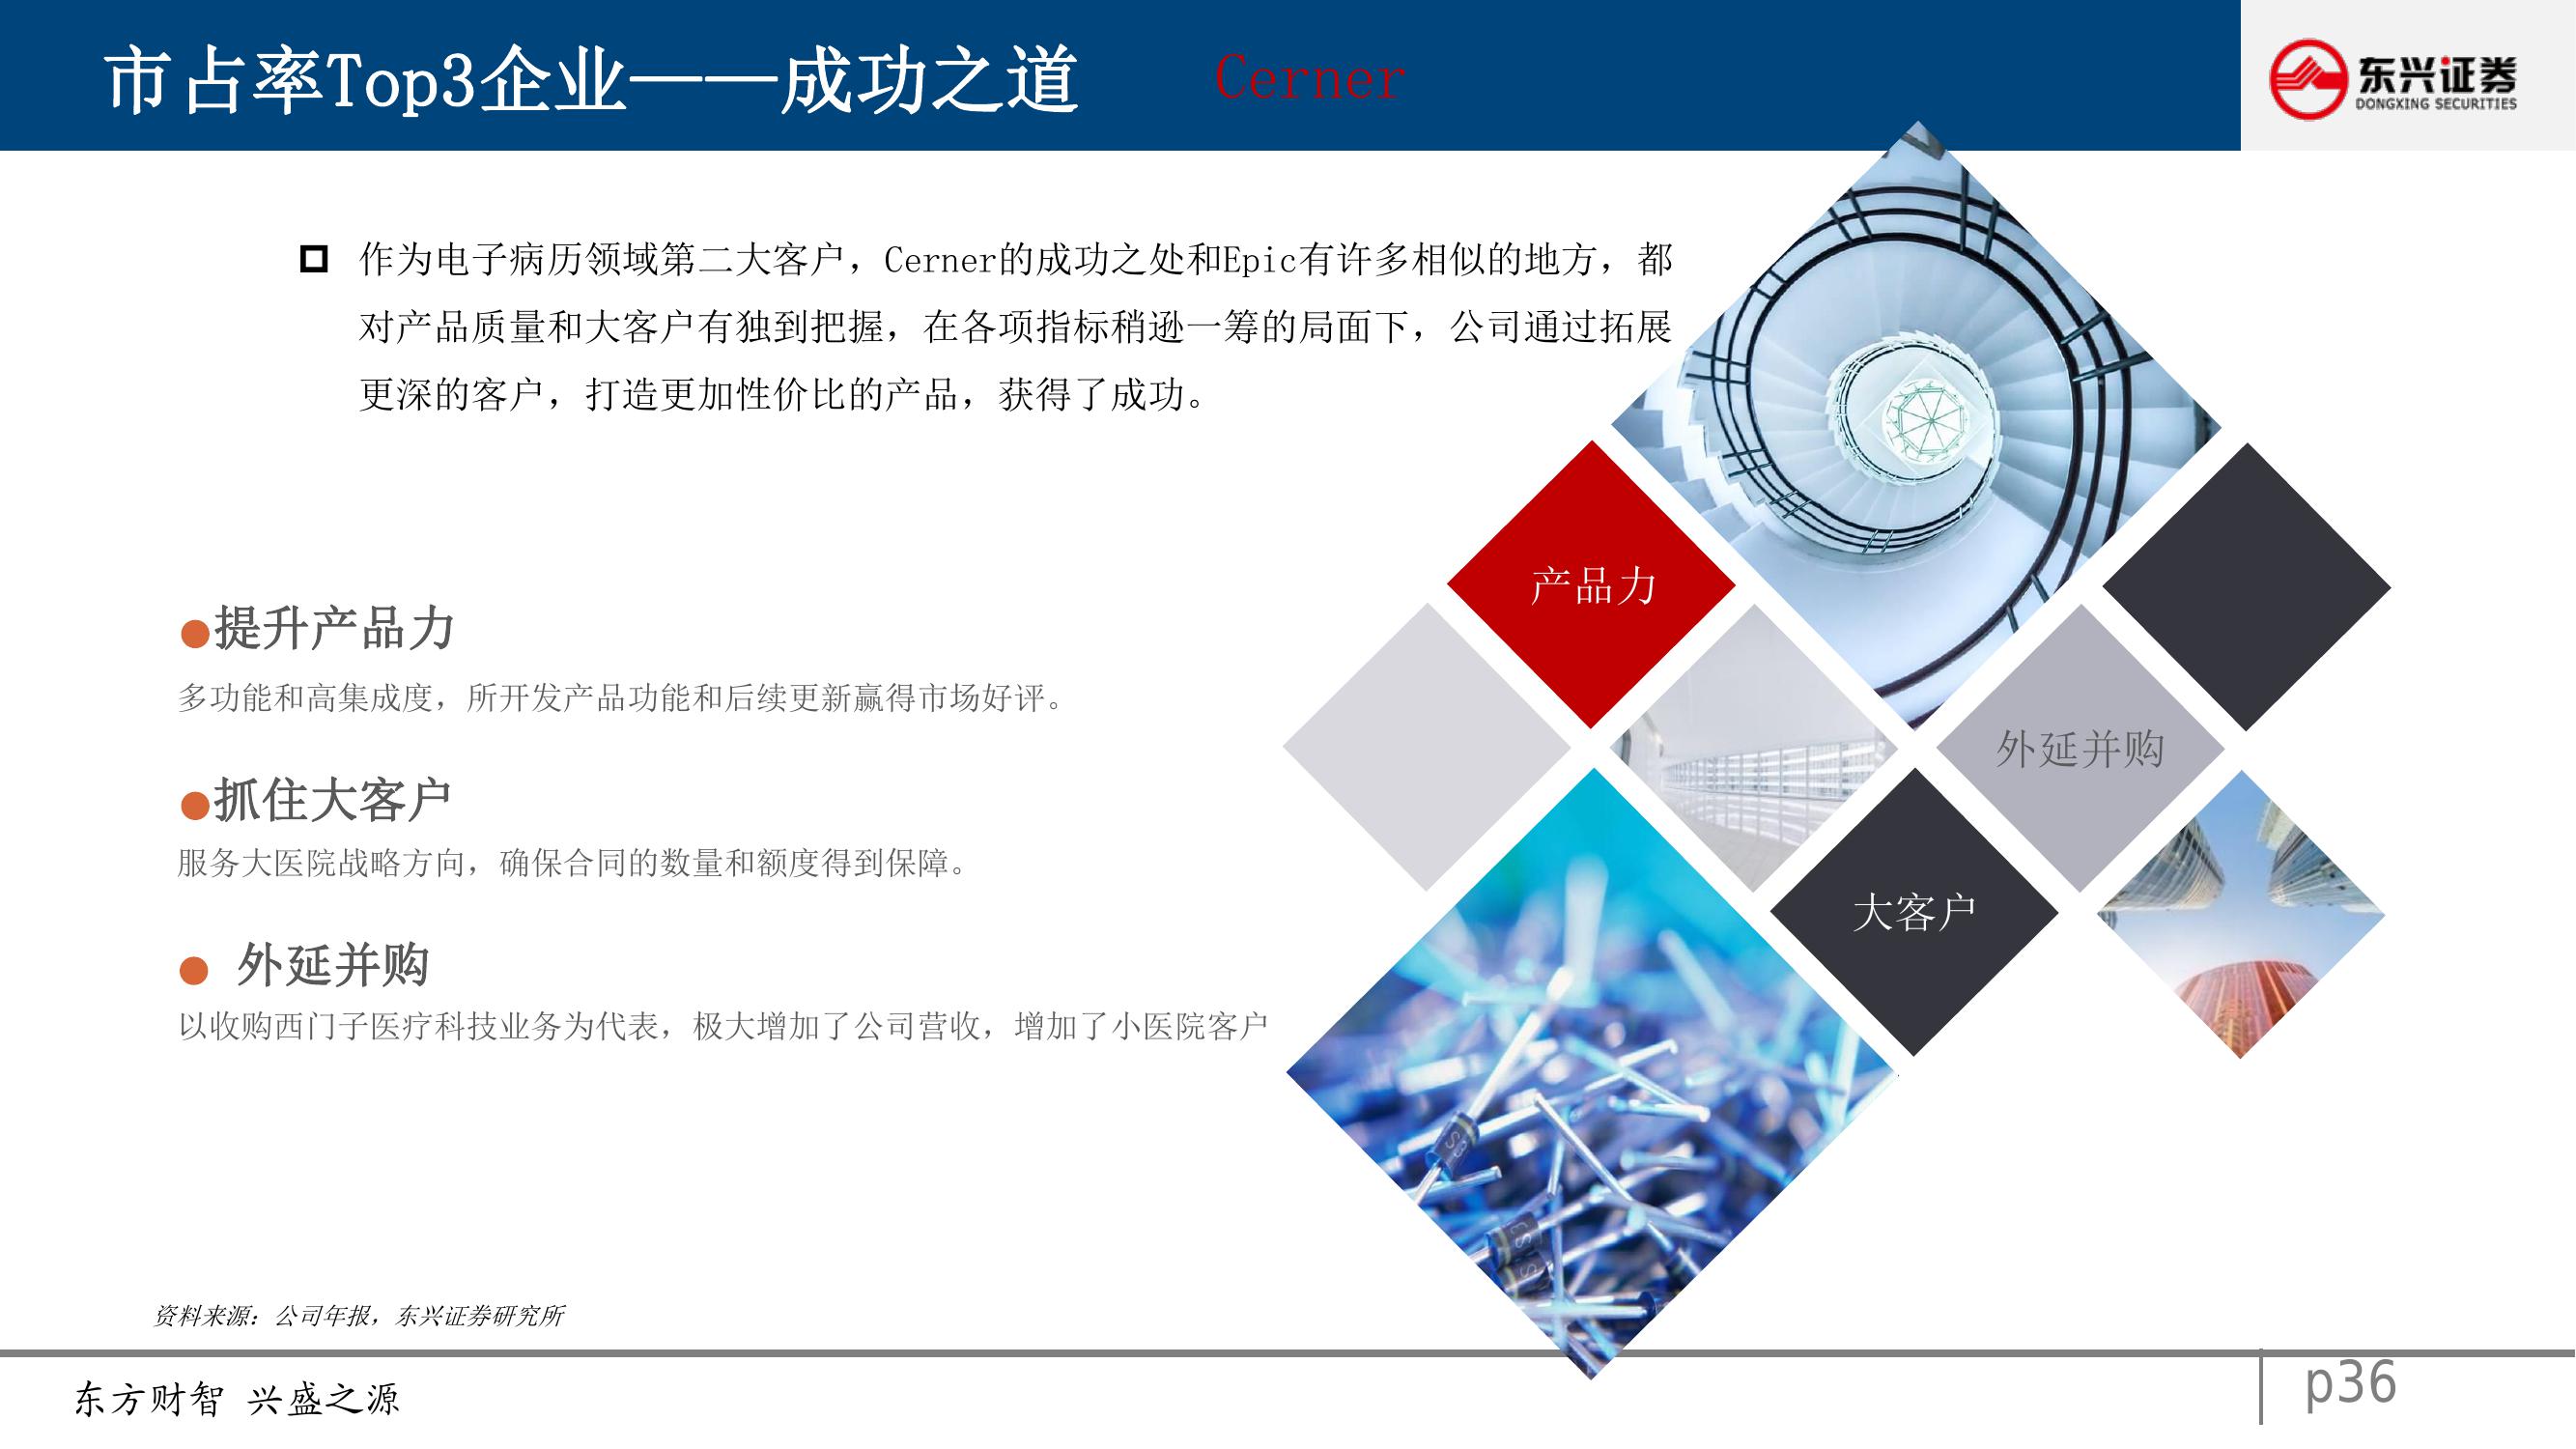 市占率Top3企业——成功之道 Cerner
东兴证券
DONGXING SECURITIES
作为电子病历领域第二大客户，Cerner的成功之处和Epic有许多相似的地方，都
对产品质量和大客户有独到把握，在各项指标稍逊一筹的局面下，公司通过拓展
更深的客户，打造更加性价比的产品，获得了成功。
●提升产品力
多功能和高集成度，所开发产品功能和后续更新赢得市场好评。
●抓住大客户
服务大医院战略方向，确保合同的数量和额度得到保障。
● 外延并购
以收购西门子医疗科技业务为代表，极大增加了公司营收，增加了小医院客户
产品力
外延并购
大客户
资料来源：公司年报，东兴证券研究所
东方财智 兴盛之源
p36